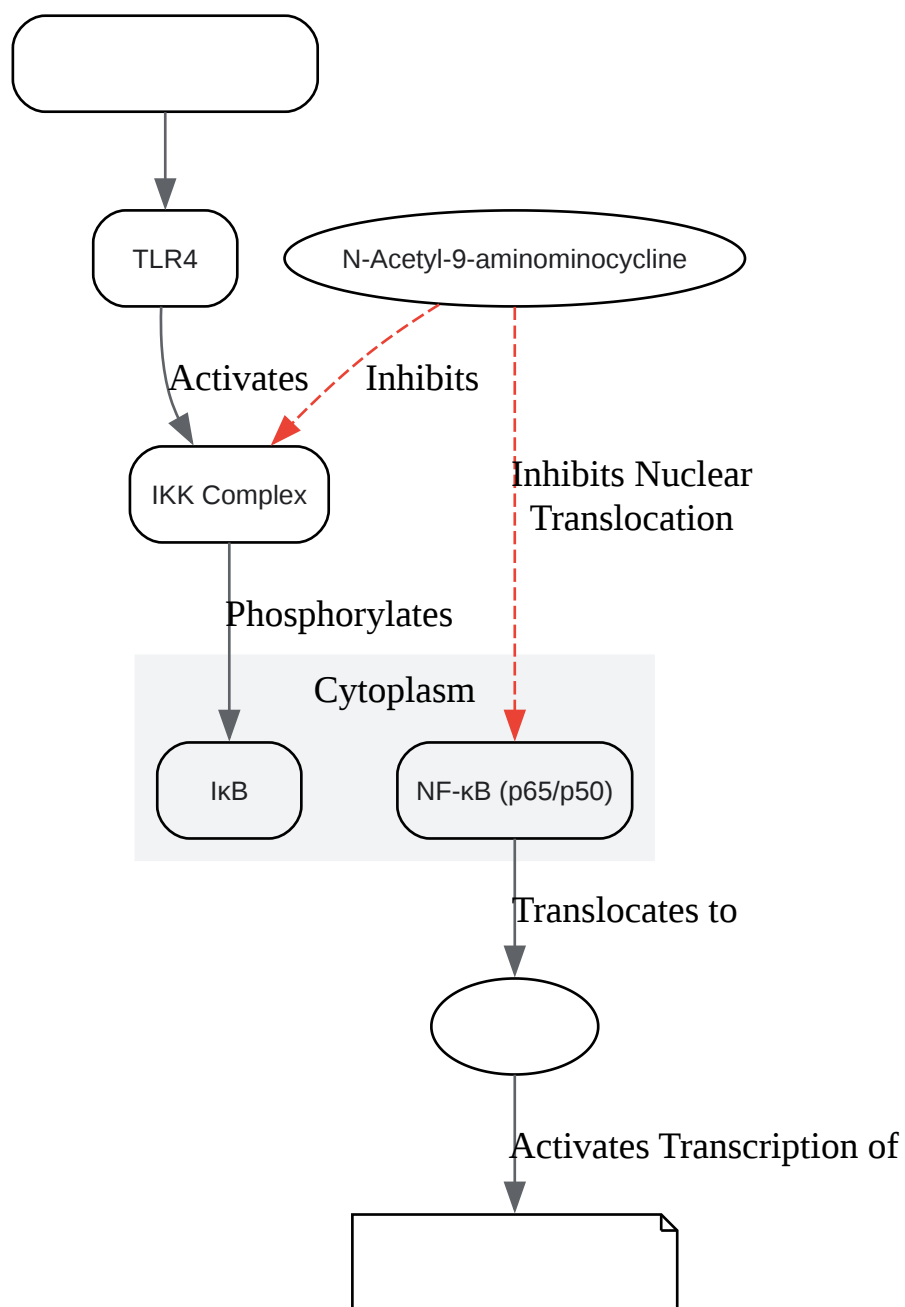 TLR4
N-Acetyl-9-aminominocycline
Activates
Inhibits
IKK Complex
Inhibits Nuclear
Translocation
Phosphorylates
Cytoplasm
IκB
NF-κB (p65/p50)
Translocates to
Activates Transcription of